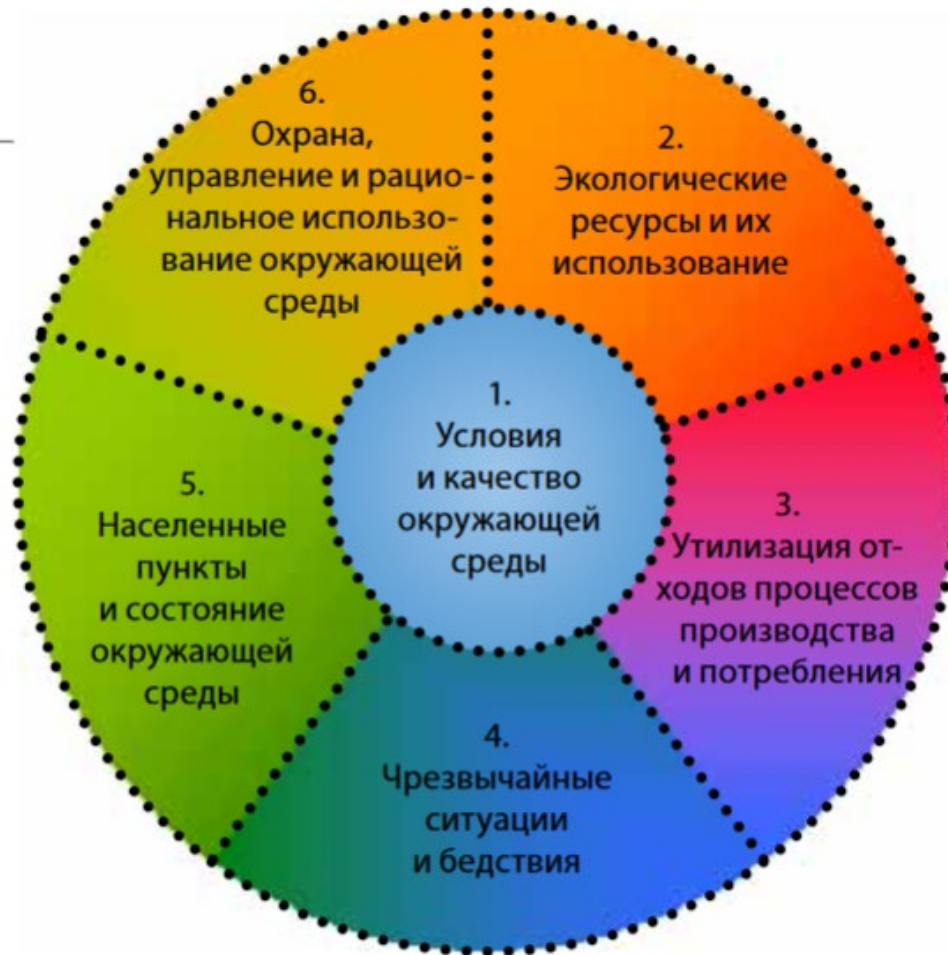 1.
Условия
и качество
окружающей
среды
2.
Экологические
ресурсы и их
использование
3.
Утилизация от-
ходов процессов
производства
и потребления
4.
Чрезвычайные
ситуации
и бедствия
5.
Населенные
пункты
и состояние
окружающей
среды
6.
Охрана,
управление и рацио-
нальное использо-
вание окружающей
среды